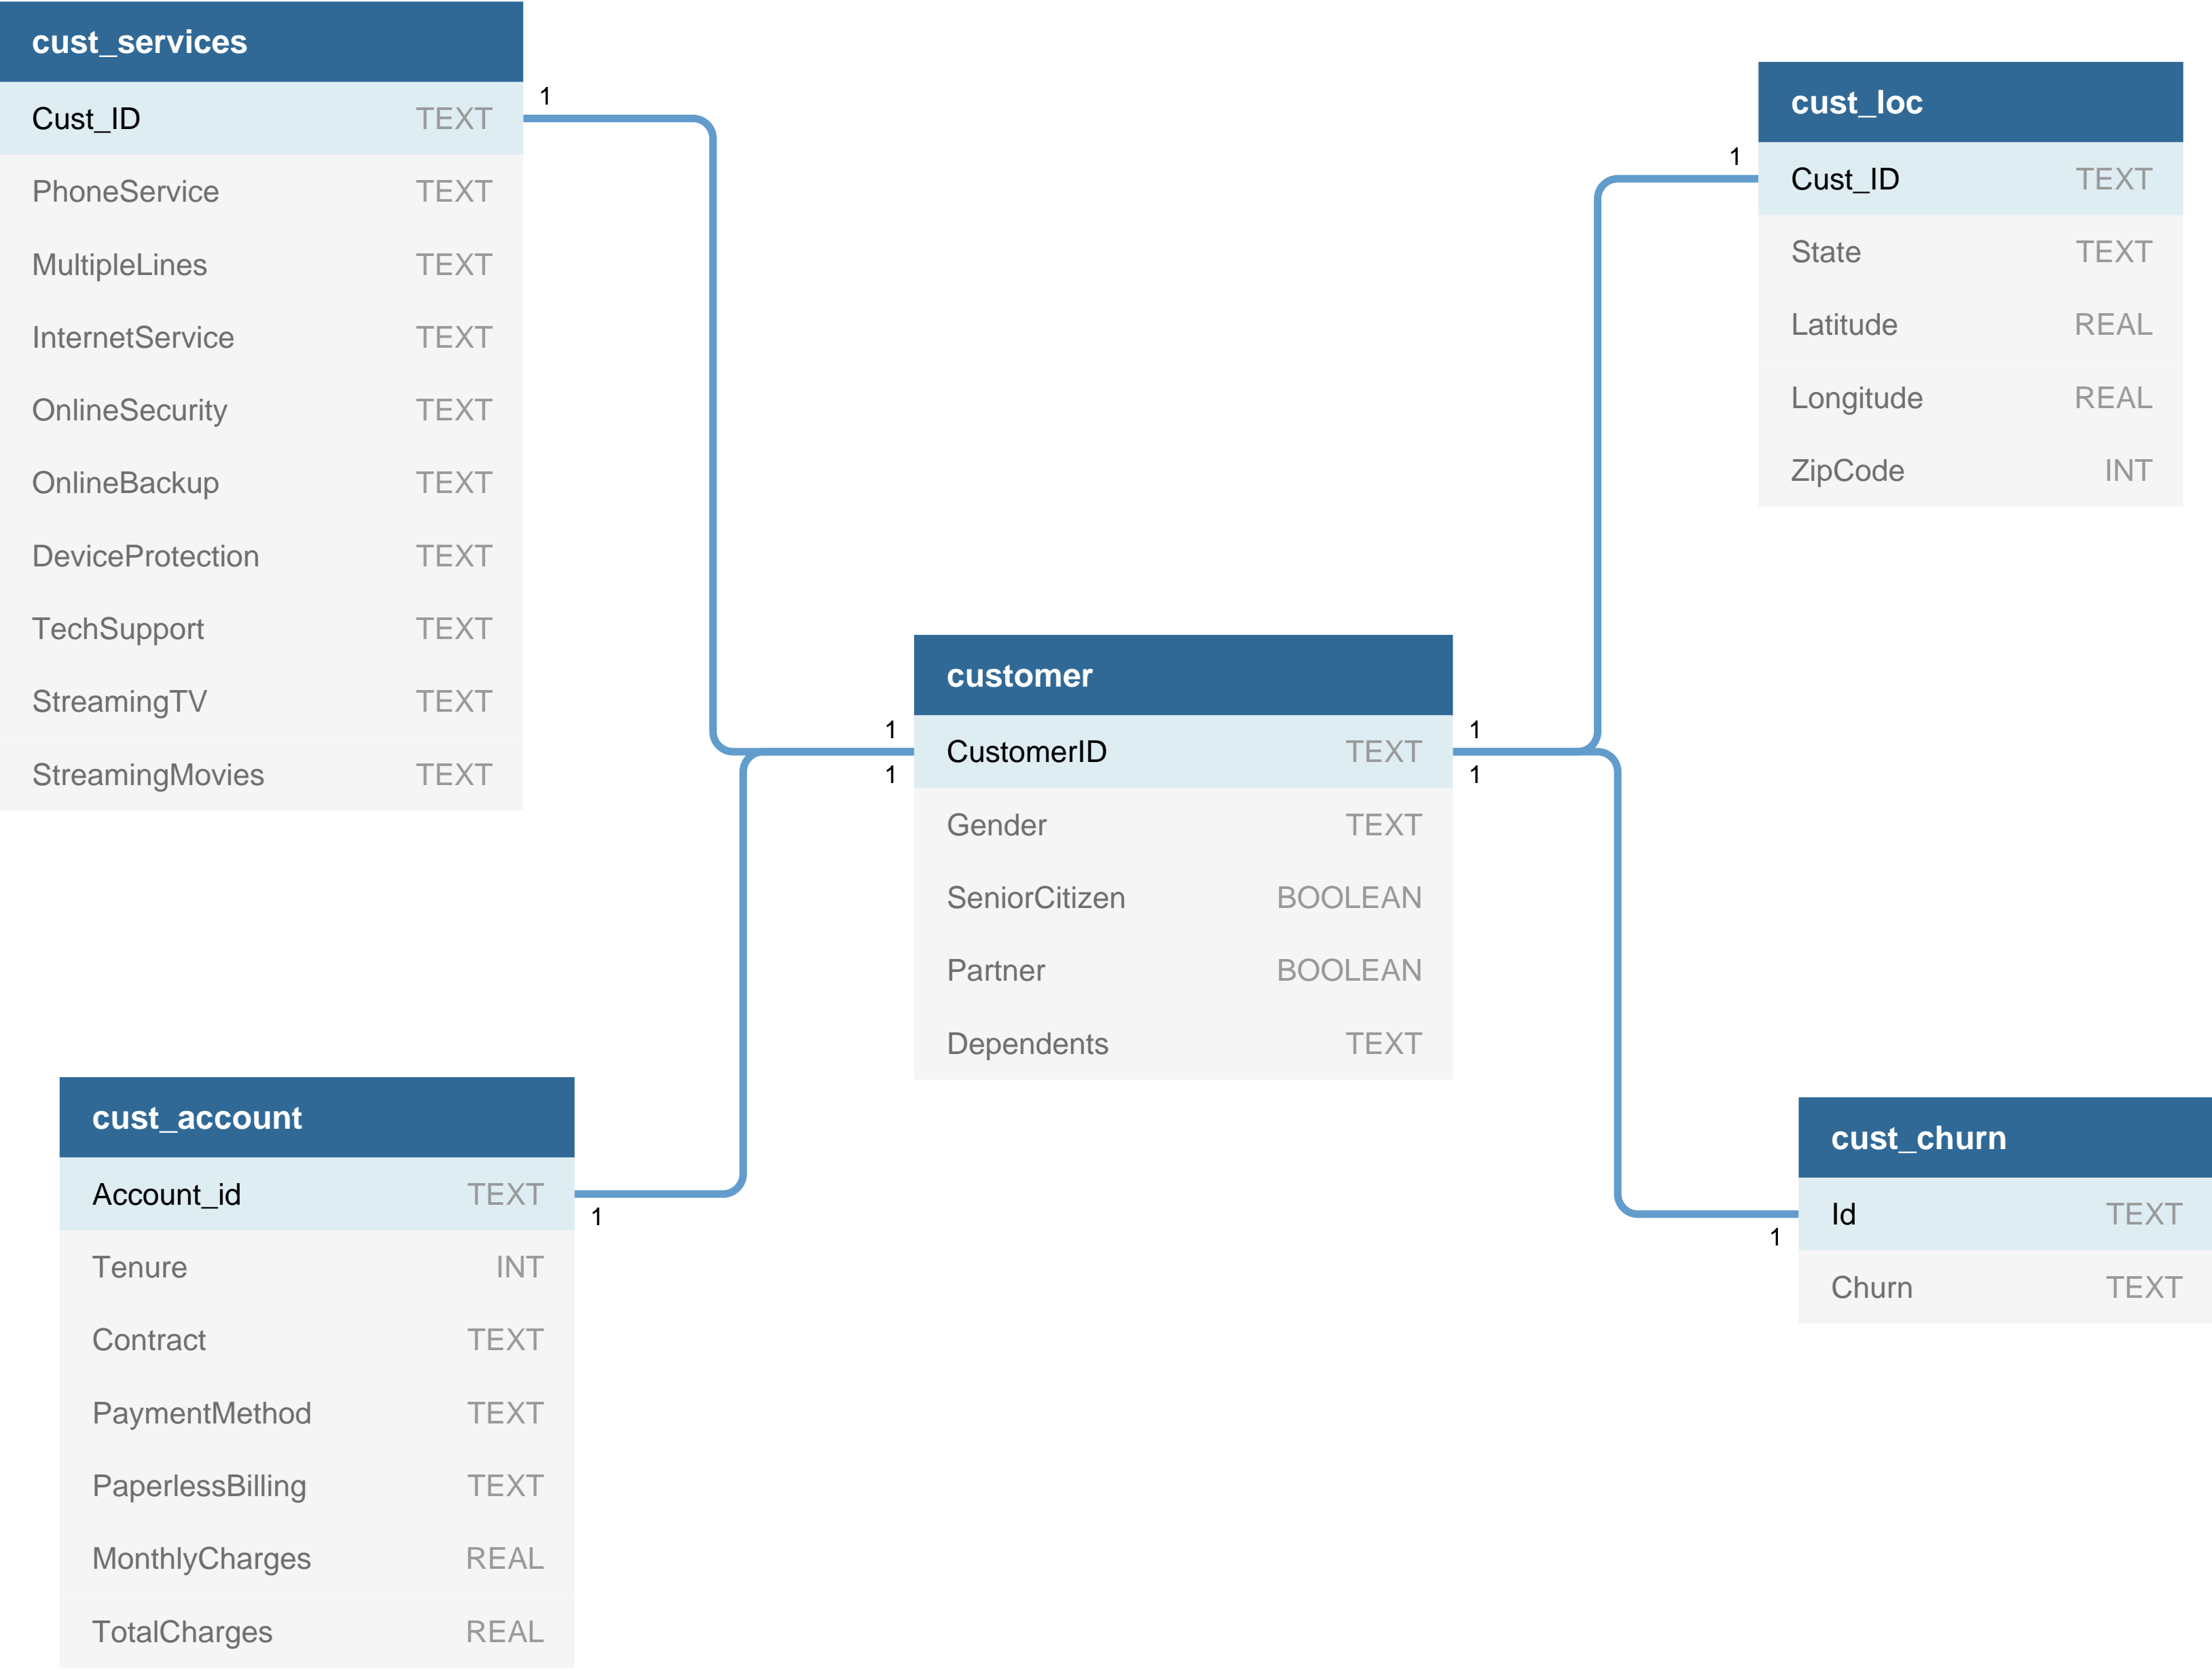 cust_services
Cust_ID TEXT
PhoneService TEXT
MultipleLines TEXT
InternetService TEXT
OnlineSecurity TEXT
OnlineBackup TEXT
DeviceProtection TEXT
TechSupport TEXT
StreamingTV TEXT
StreamingMovies TEXT
1
cust_loc
Cust_ID TEXT
State TEXT
Latitude REAL
Longitude REAL
ZipCode INT
1
customer
CustomerID TEXT
Gender TEXT
SeniorCitizen BOOLEAN
Partner BOOLEAN
Dependents TEXT
1
1
1
1
cust_account
Account_id TEXT
Tenure INT
Contract TEXT
PaymentMethod TEXT
PaperlessBilling TEXT
MonthlyCharges REAL
TotalCharges REAL
1
cust_churn
Id TEXT
Churn TEXT
1